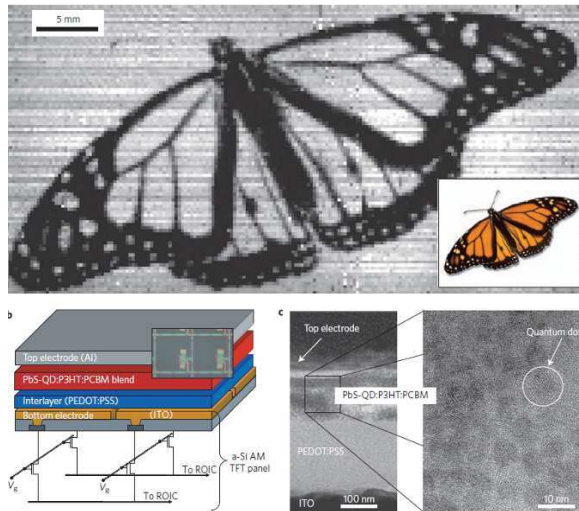 5 mm
b
Top electrode (Al)
PbS-QD:P3HT:PCBM blend
Interlayer (PEDOT:PSS)
Bottom electrode (ITO)
a-Si AM
TFT panel
To ROIC
Vg
Vg
To ROIC
c
Top electrode
PbS-QD:P3HT:PCBM
PEDOT:PSS
ITO
100 nm
Quantum dot
10 nm